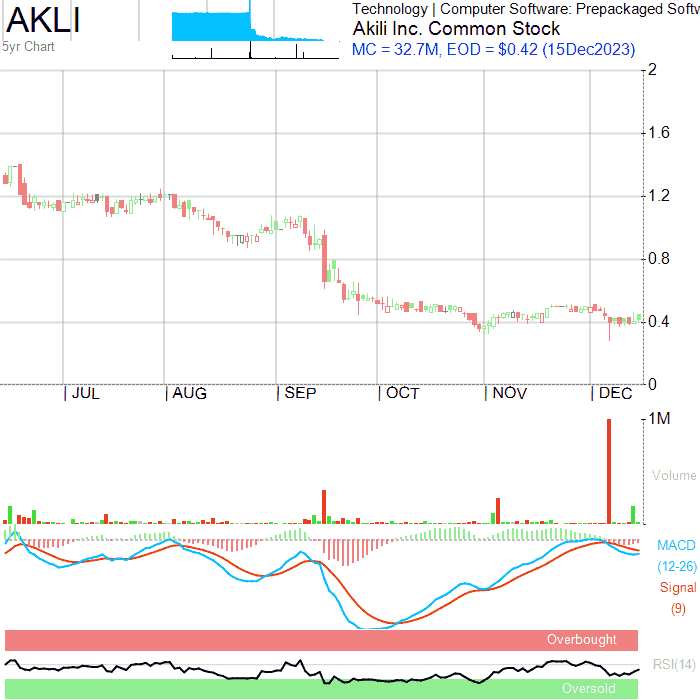 AKLI
5yr Chart
Technology | Computer Software: Prepackaged Softw
Akili Inc. Common Stock
MC = 32.7M, EOD = $0.42 (15Dec2023)
2
1.6
1.2
0.8
0.4
0
JUL AUG SEP OCT NOV DEC
1M
Volume
MACD
(12-26)
Signal
(9)
Overbought
RSI(14)
Oversold